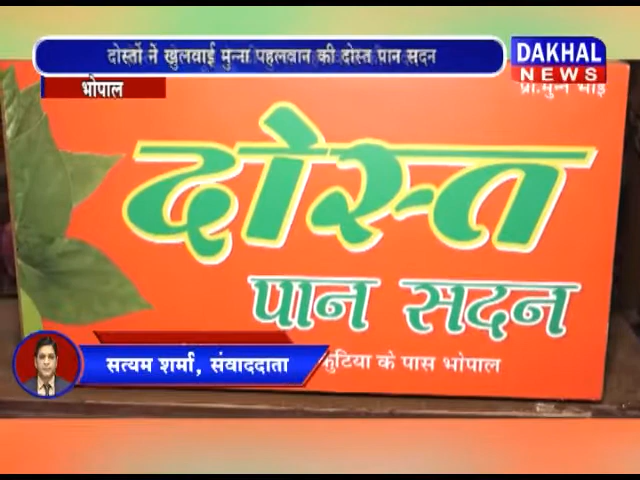 दोस्तों नें खुलवाई मुन्ना पहलवान की दोस्त पान सदन
DAKHAL
NEWS
भोपाल
प्रो.मुन्न भाई
दोस्त
पान सदन
सत्यम शर्मा, संवाददाता
कुटिया के पास भोपाल